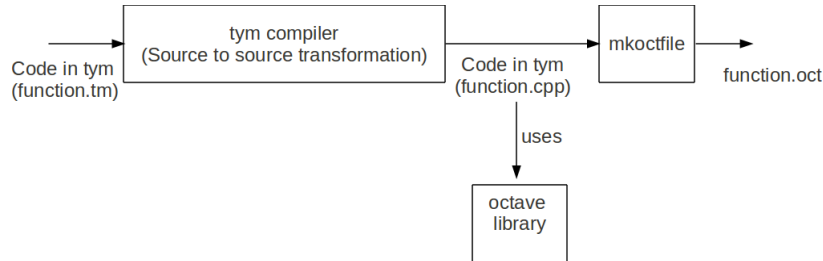 tym compiler
(Source to source transformation)
mkoctfile
Code in tym
(function.tm)
Code in tym
(function.cpp)
function.oct
uses
octave
library